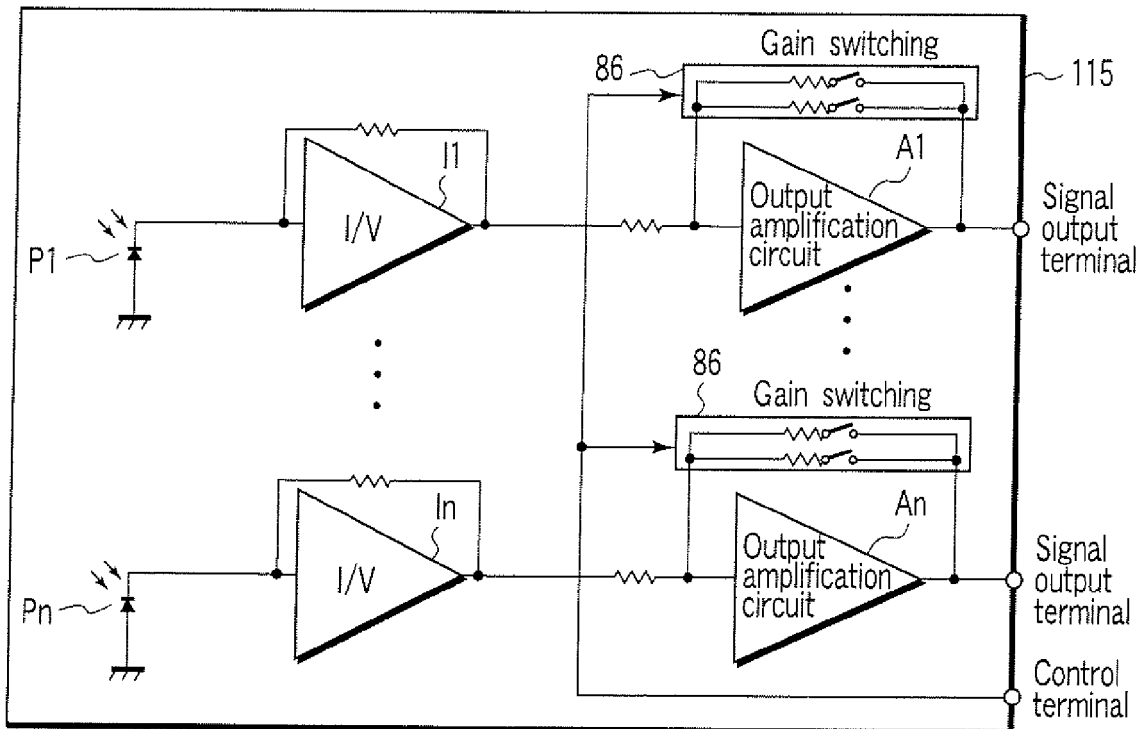 Gain switching
86
115
I1
A1
I/V
Output
amplification
circuit
Signal
output
terminal
P1
86
Gain switching
In
An
I/V
Output
amplification
circuit
Signal
output
terminal
Pn
Control
terminal